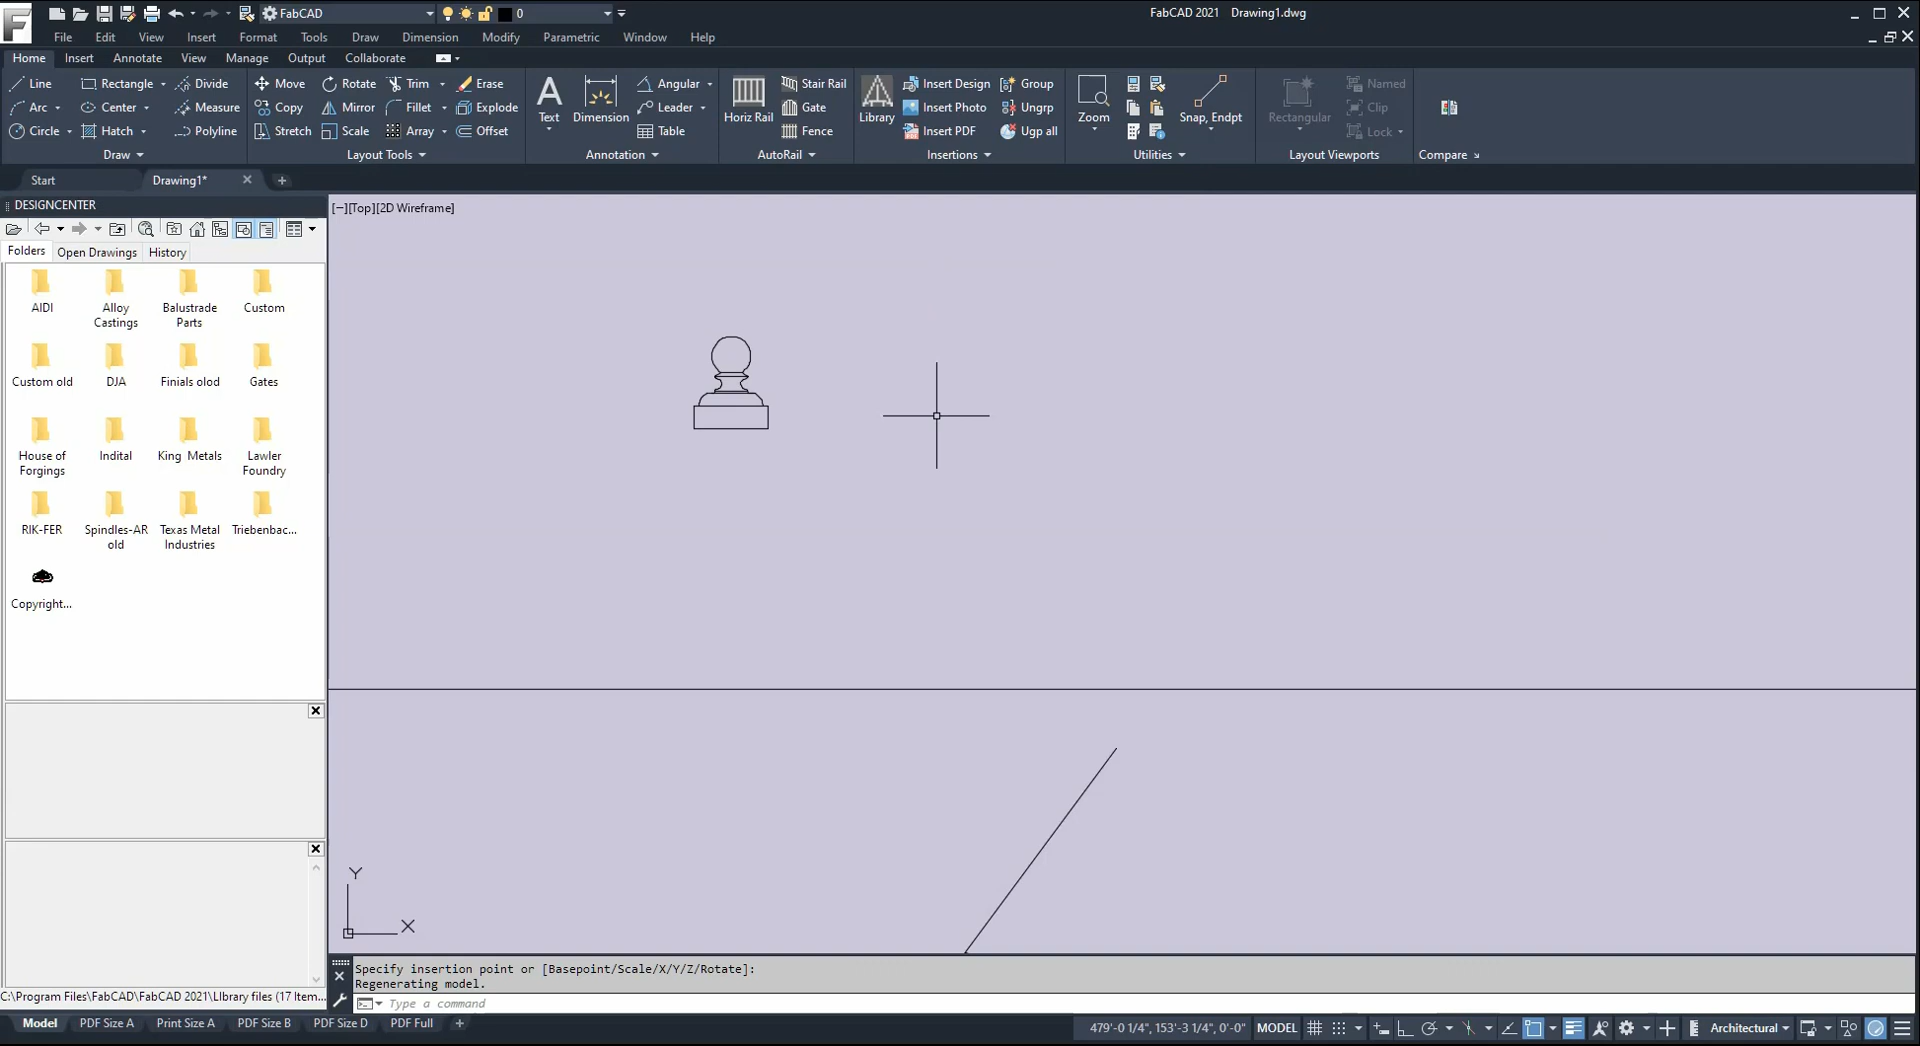 FabCAD 0 FabCAD 2021 Drawing1.dwg
File Edit View Insert Format Tools Draw Dimension Modify Parametric Window Help
Home Insert Annotate View Manage Output Collaborate
Line Rectangle Divide Move Rotate Trim Erase Angular Stair Rail Insert Design Group Named
Arc Center Measure Copy Mirror Fillet Explode Leader Gate Insert Photo Ungrp Clip
Text Dimension Horiz Rail Library Zoom Snap, Endpt Rectangular
Circle Hatch Polyline Stretch Scale Array Offset Table Fence Insert PDF Ugp all Lock
Draw Layout Tools Annotation AutoRail Insertions Utilities Layout Viewports Compare
Start Drawing1*
DESIGNCENTER
[−][Top][2D Wireframe]
Folders Open Drawings History
AIDI Alloy Castings Balustrade Parts Custom
Custom old DJA Finials olod Gates
House of Forgings Indital King Metals Lawler Foundry
RIK-FER Spindles-AR old Texas Metal Industries Triebenbac...
Copyright...
Y
X
Specify insertion point or [Basepoint/Scale/X/Y/Z/Rotate]:
Regenerating model.
C:\Program Files\FabCAD\FabCAD 2021\LIbrary files (17 Item...
Type a command
Model PDF Size A Print Size A PDF Size B PDF Size D PDF Full
479'-0 1/4", 153'-3 1/4", 0'-0" MODEL Architectural